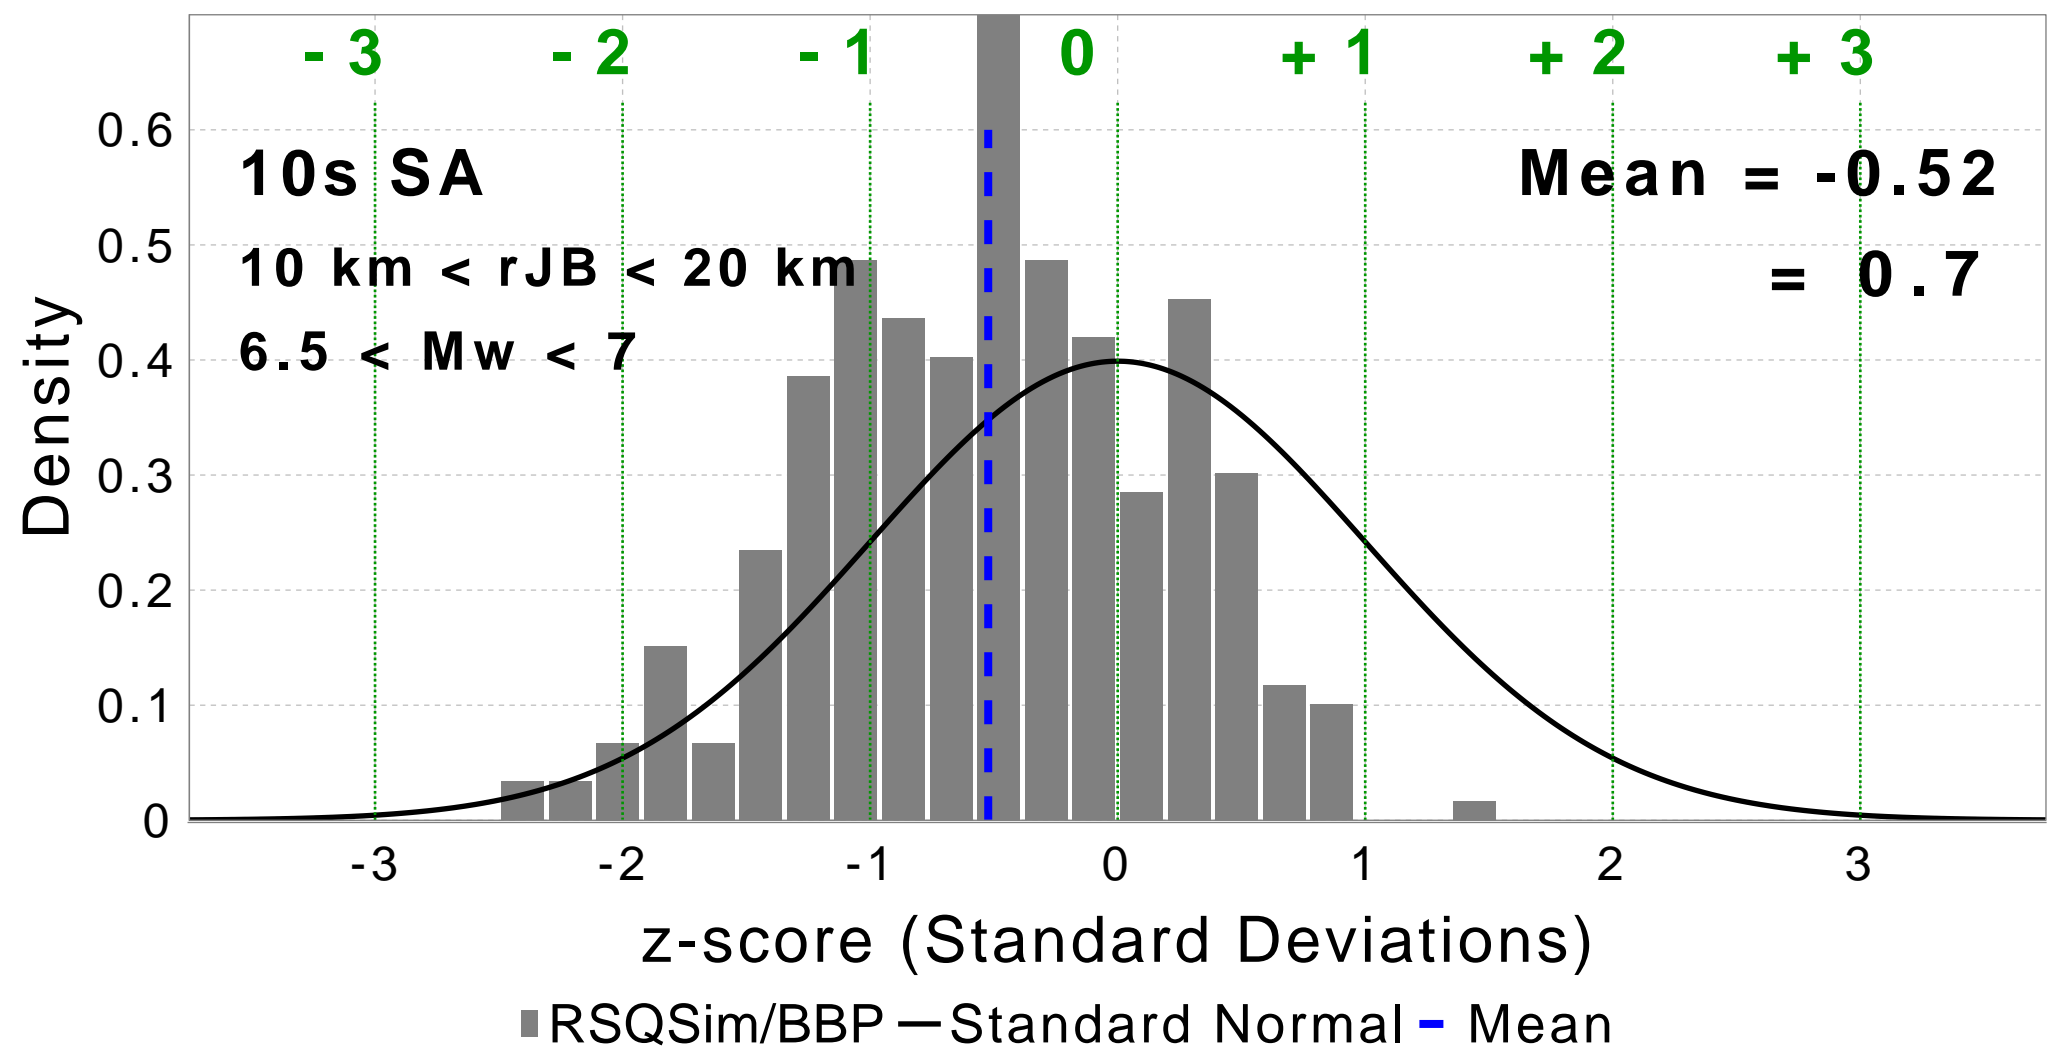 - 3 - 2 - 1 0 + 1 + 2 + 3
0.6
10s SA
Mean = -0.52
0.5
10 km < rJB < 20 km
= 0.7
0.4
6.5 < Mw < 7
0.3
0.2
0.1
0
Density
-3 -2 -1 0 1 2 3
z-score (Standard Deviations)
RSQSim/BBP Standard Normal Mean